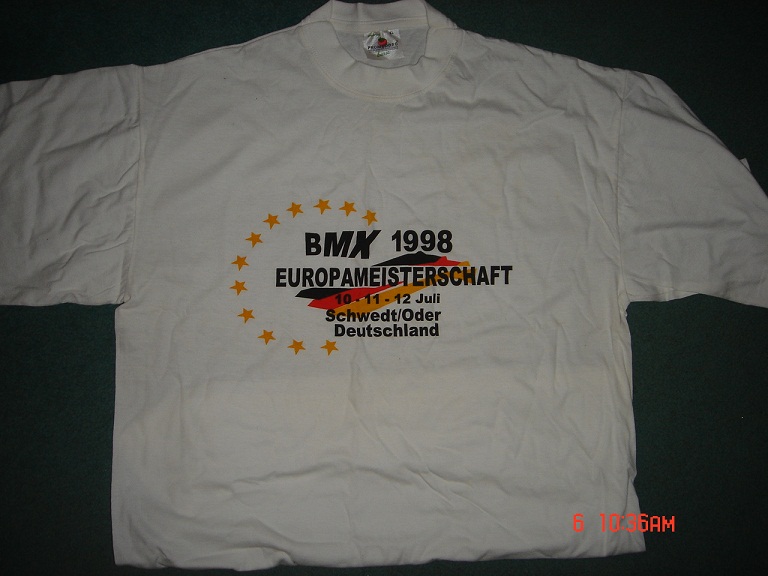 BMX 1998
EUROPAMEISTERSCHAFT
10 - 11 - 12 Juli
Schwedt/Oder
Deutschland
6 10:36AM